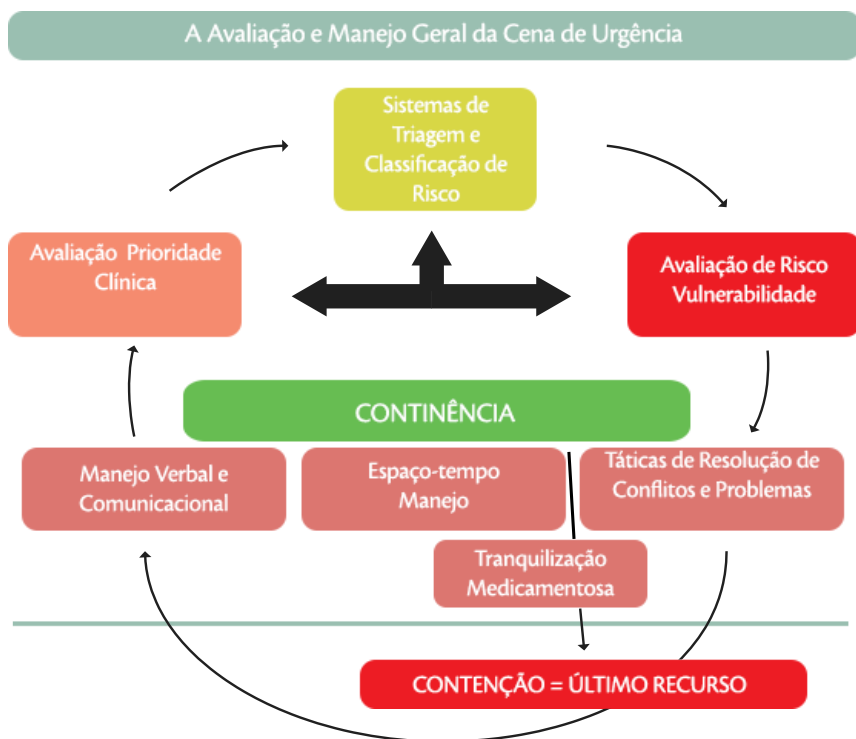 A Avaliação e Manejo Geral da Cena de Urgência
Sistemas de
Triagem e
Classificação de
Risco
Avaliação Prioridade
Clínica
Avaliação de Risco
Vulnerabilidade
CONTINÊNCIA
Manejo Verbal e
Comunicacional
Espaço-tempo
Manejo
Táticas de Resolução de
Conflitos e Problemas
Tranquilização
Medicamentosa
CONTENÇÃO = ÚLTIMO RECURSO